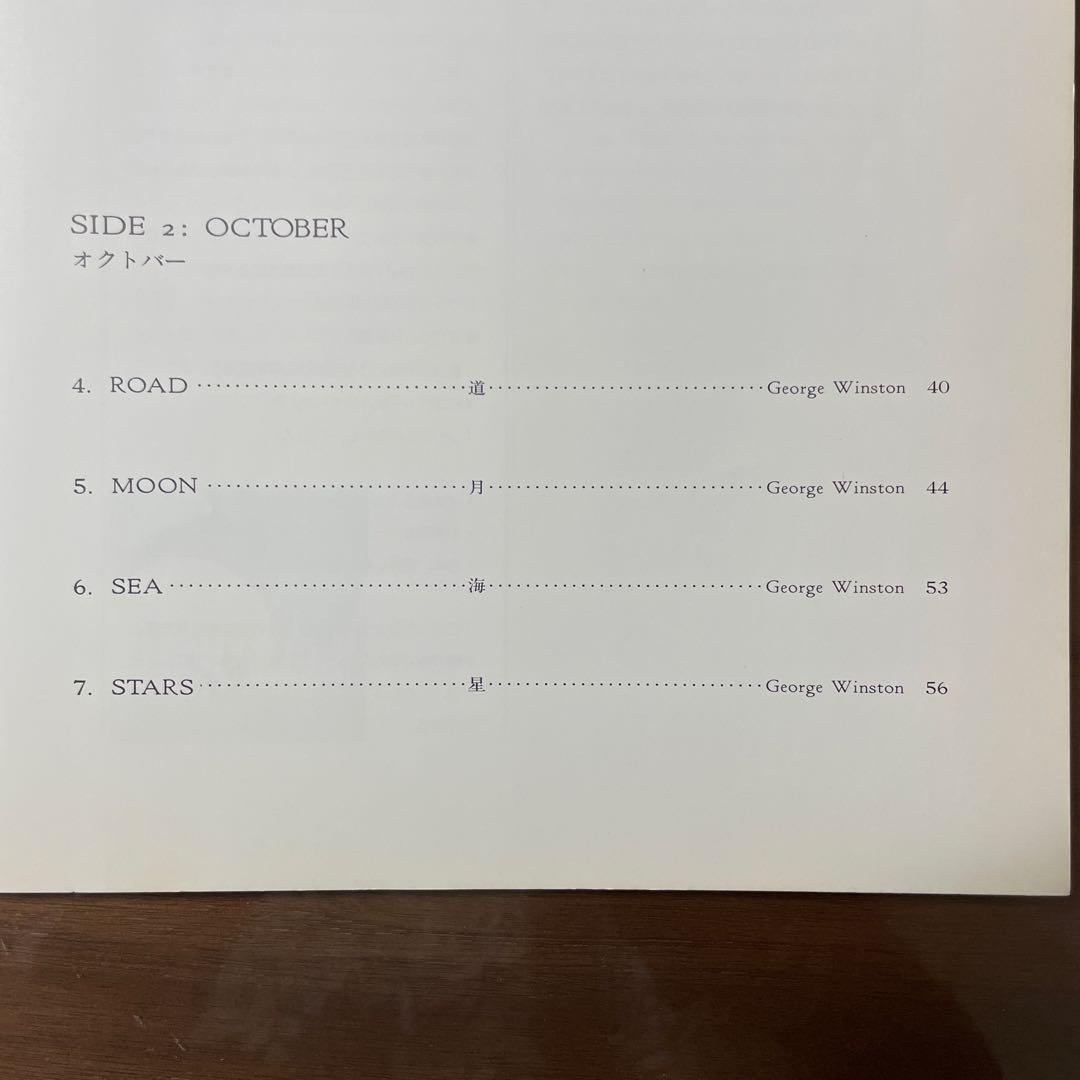 SIDE 2: OCTOBER
オクトバー
4. ROAD ‥‥‥‥‥‥‥‥‥‥‥‥‥‥ 道 ‥‥‥‥‥‥‥‥‥‥‥‥‥‥ George Winston 40
5. MOON ‥‥‥‥‥‥‥‥‥‥‥‥‥‥ 月 ‥‥‥‥‥‥‥‥‥‥‥‥‥‥ George Winston 44
6. SEA ‥‥‥‥‥‥‥‥‥‥‥‥‥‥ 海 ‥‥‥‥‥‥‥‥‥‥‥‥‥‥ George Winston 53
7. STARS ‥‥‥‥‥‥‥‥‥‥‥‥‥‥ 星 ‥‥‥‥‥‥‥‥‥‥‥‥‥‥ George Winston 56